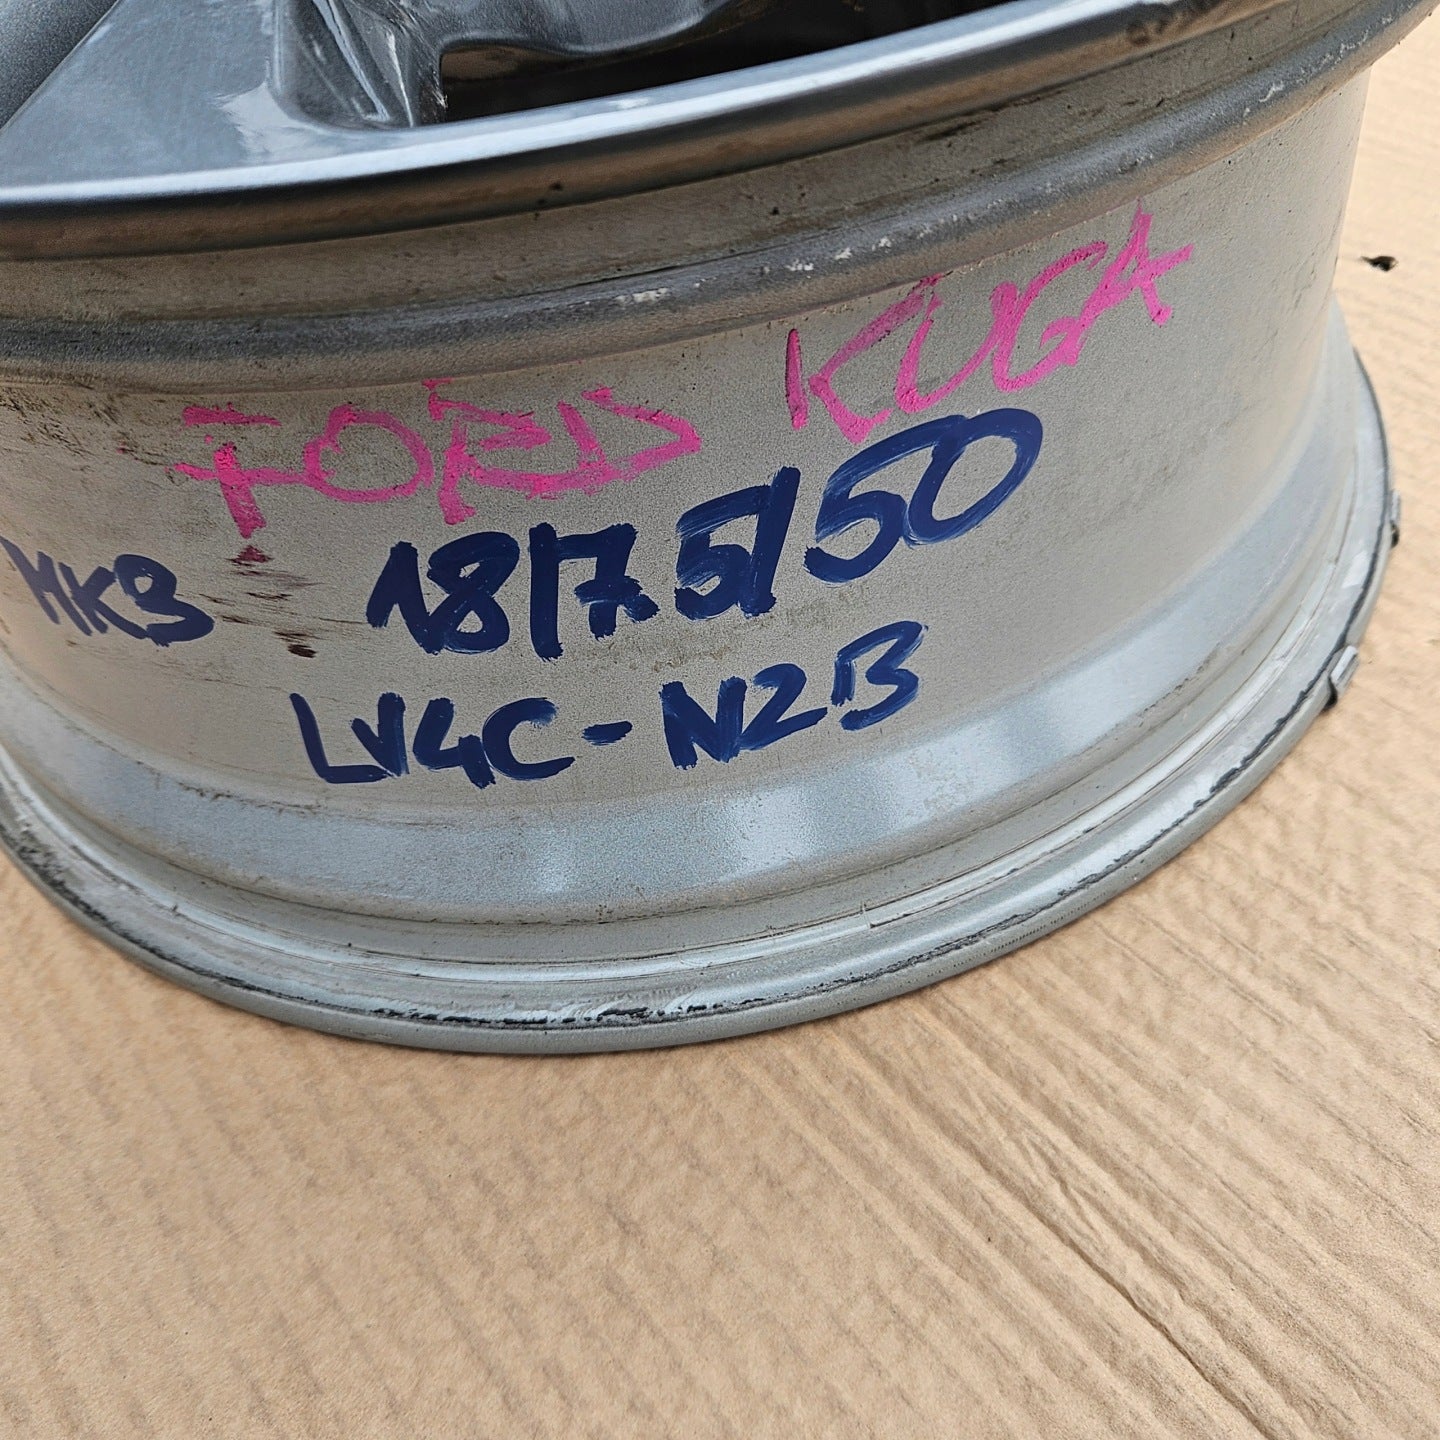 FORD KUGA
MK3 18/7.5/50
LV4C-N2B